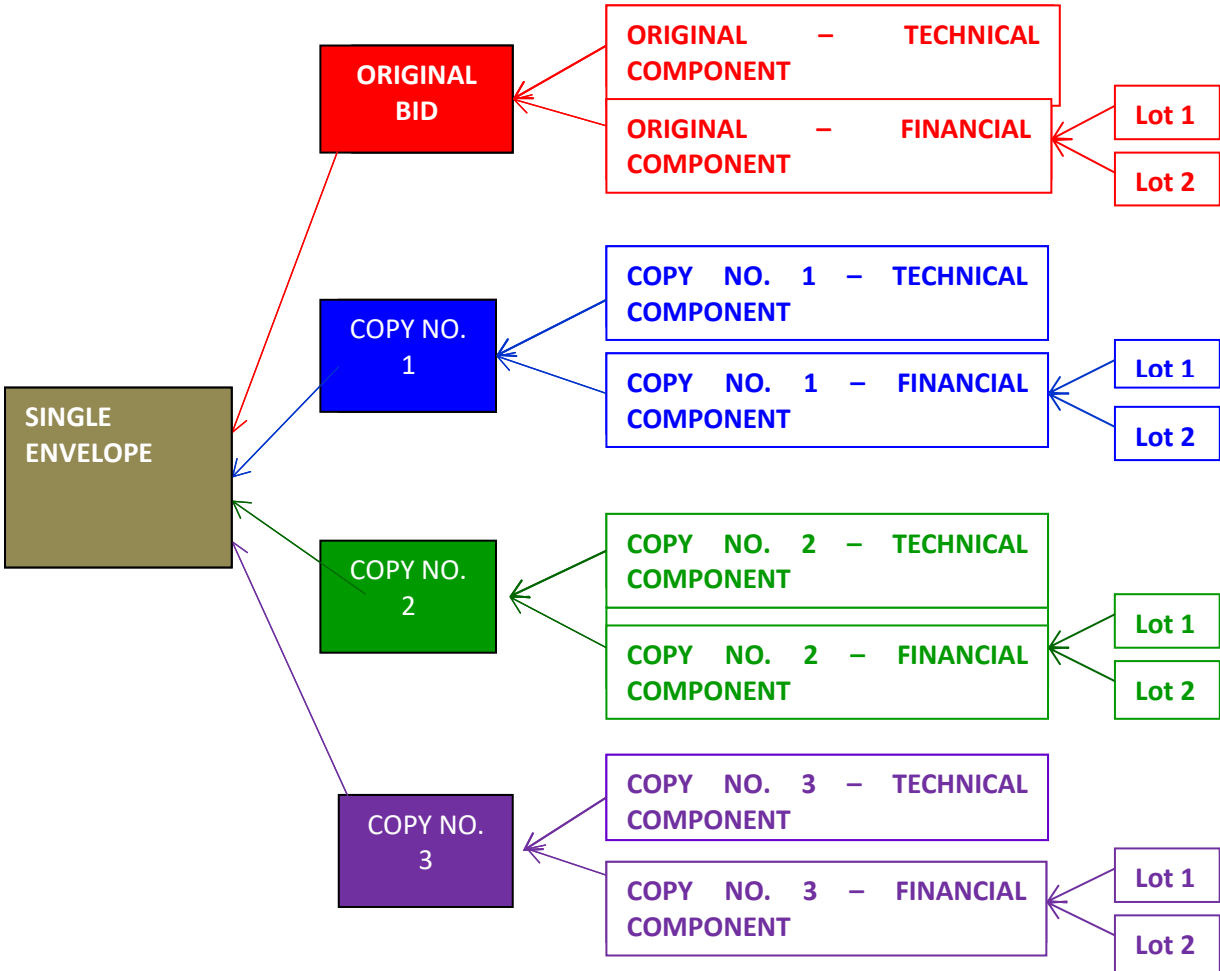 ORIGINAL – TECHNICAL
COMPONENT
ORIGINAL
BID
ORIGINAL – FINANCIAL
COMPONENT
Lot 1
Lot 2
COPY NO. 1 – TECHNICAL
COMPONENT
COPY NO.
1
COPY NO. 1 – FINANCIAL
COMPONENT
Lot 1
Lot 2
SINGLE
ENVELOPE
COPY NO. 2 – TECHNICAL
COMPONENT
COPY NO.
2
COPY NO. 2 – FINANCIAL
COMPONENT
Lot 1
Lot 2
COPY NO. 3 – TECHNICAL
COMPONENT
COPY NO.
3
COPY NO. 3 – FINANCIAL
COMPONENT
Lot 1
Lot 2